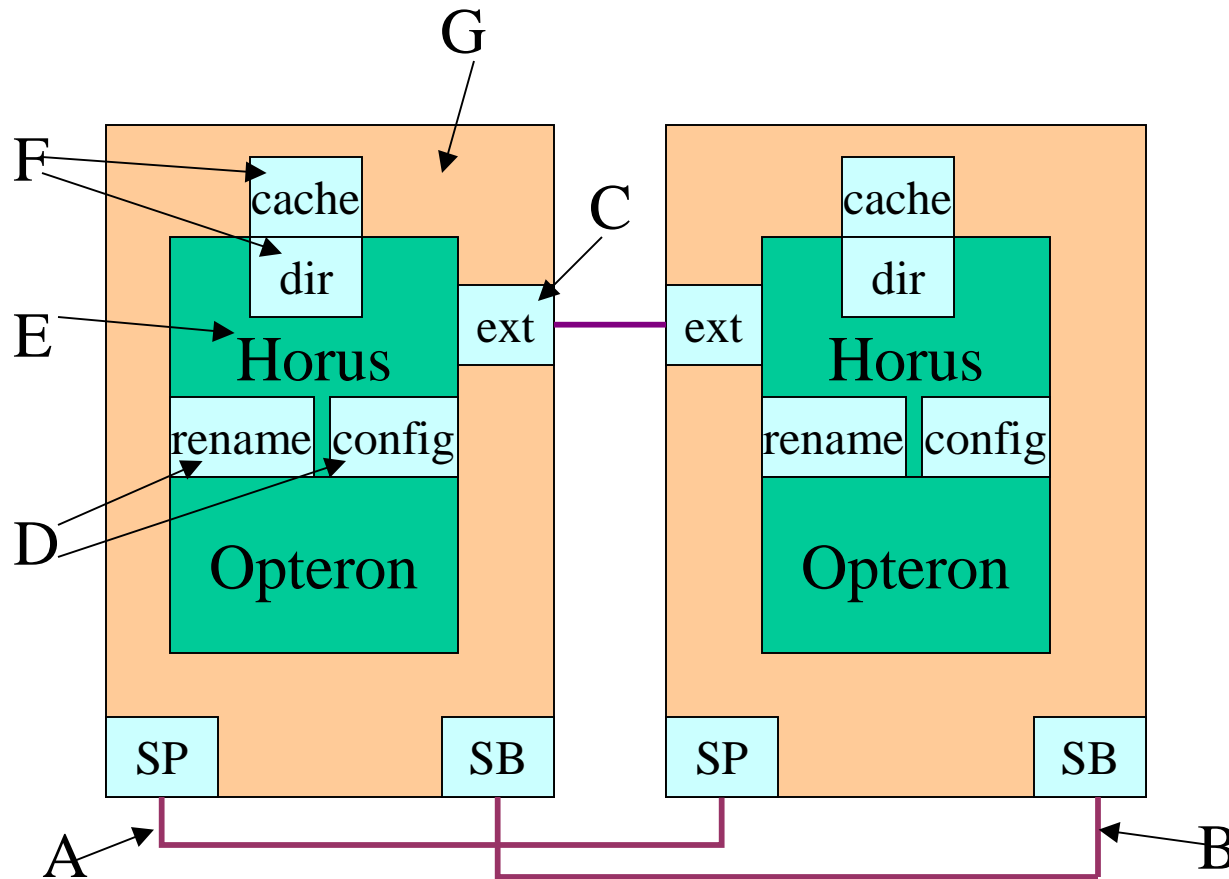 G
F
cache
cache
C
dir
dir
E
ext
ext
Horus
Horus
rename
config
rename
config
D
Opteron
Opteron
SP
SB
SP
SB
A
B